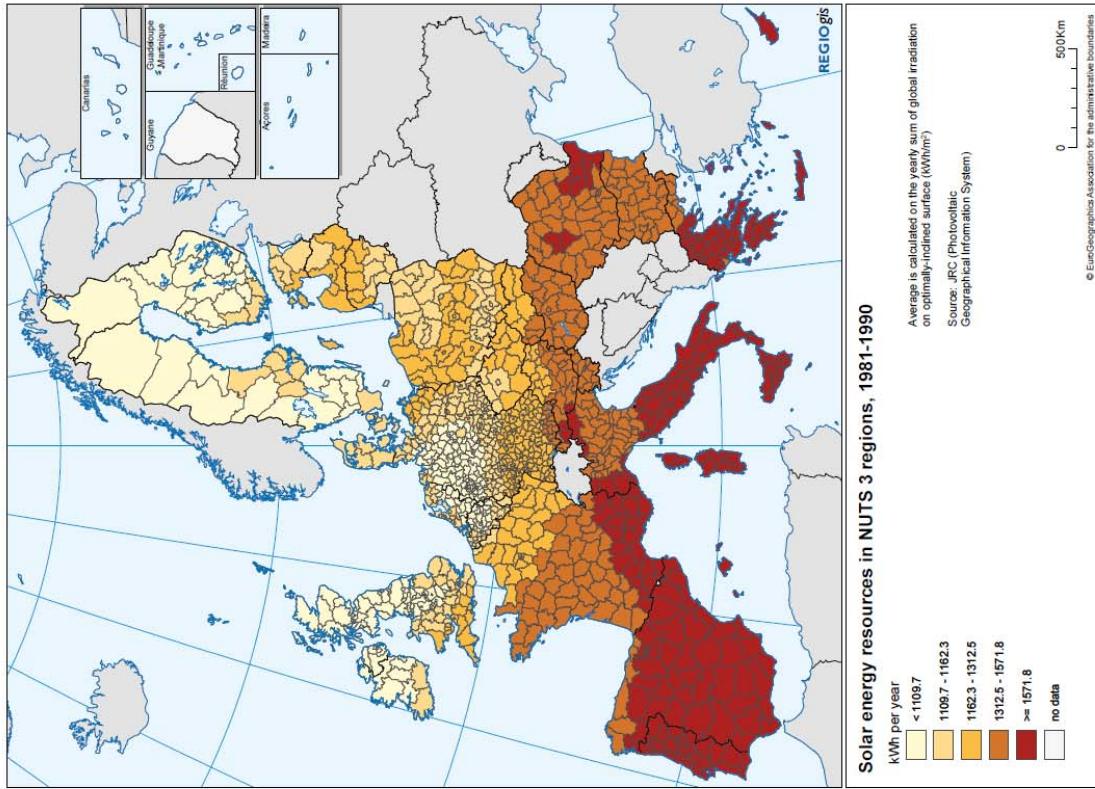 Canarias
Guyane
Guadeloupe
Martinique
Réunion
Açores
Madeira
REGIOgis
Solar energy resources in NUTS 3 regions, 1981-1990
kWh per year
< 1109.7
1109.7 - 1162.3
1162.3 - 1312.5
1312.5 - 1571.8
>= 1571.8
no data
Average is calculated on the yearly sum of global irradiation
on optimally-inclined surface (kWh/m²)
Source: JRC (Photovoltaic
Geographical Information System)
0 500Km
© EuroGeographics Association for the administrative boundaries